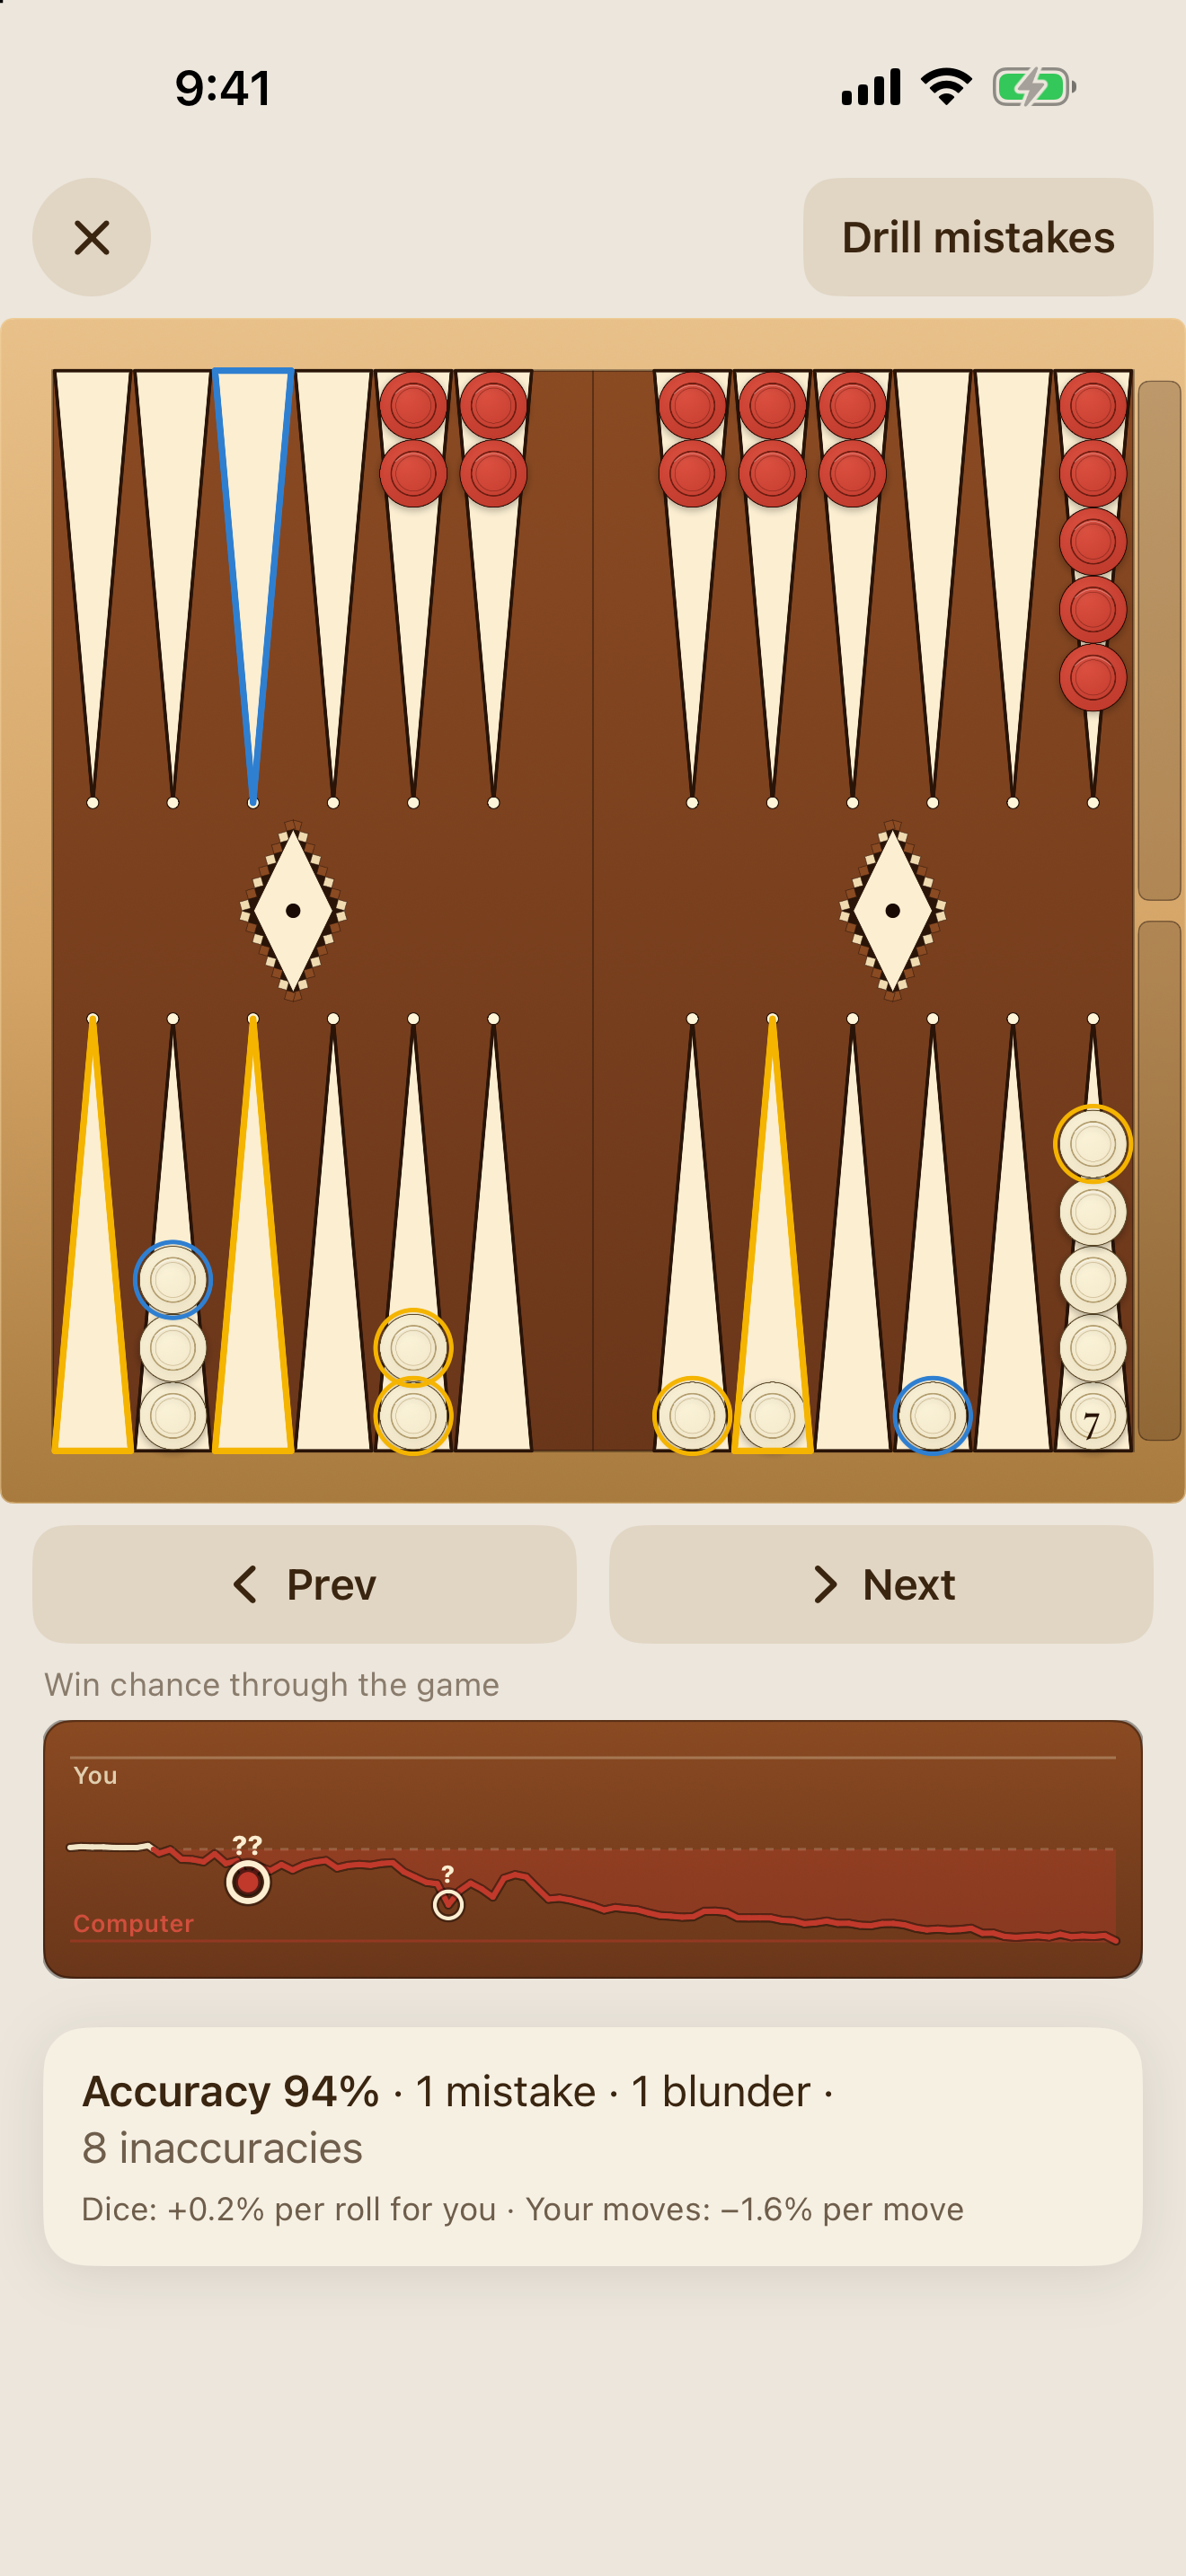 9:41
Drill mistakes
7
Prev
Next
Win chance through the game
You
??
?
Computer
Accuracy 94% · 1 mistake · 1 blunder ·
8 inaccuracies
Dice: +0.2% per roll for you · Your moves: −1.6% per move